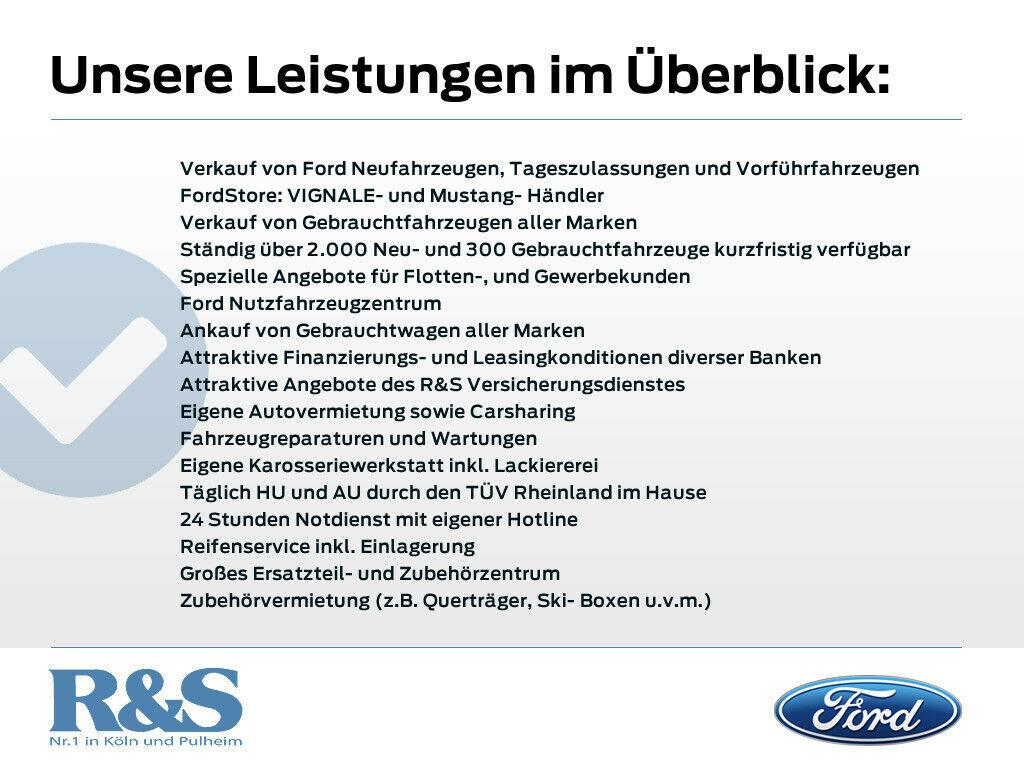 Unsere Leistungen im Überblick:
Verkauf von Ford Neufahrzeugen, Tageszulassungen und Vorführfahrzeugen
FordStore: VIGNALE- und Mustang- Händler
Verkauf von Gebrauchtfahrzeugen aller Marken
Ständig über 2.000 Neu- und 300 Gebrauchtfahrzeuge kurzfristig verfügbar
Spezielle Angebote für Flotten-, und Gewerbekunden
Ford Nutzfahrzeugzentrum
Ankauf von Gebrauchtwagen aller Marken
Attraktive Finanzierungs- und Leasingkonditionen diverser Banken
Attraktive Angebote des R&S Versicherungsdienstes
Eigene Autovermietung sowie Carsharing
Fahrzeugreparaturen und Wartungen
Eigene Karosseriewerkstatt inkl. Lackiererei
Täglich HU und AU durch den TÜV Rheinland im Hause
24 Stunden Notdienst mit eigener Hotline
Reifenservice inkl. Einlagerung
Großes Ersatzteil- und Zubehörzentrum
Zubehörvermietung (z.B. Querträger, Ski- Boxen u.v.m.)
R&S
Nr.1 in Köln und Pulheim
Ford